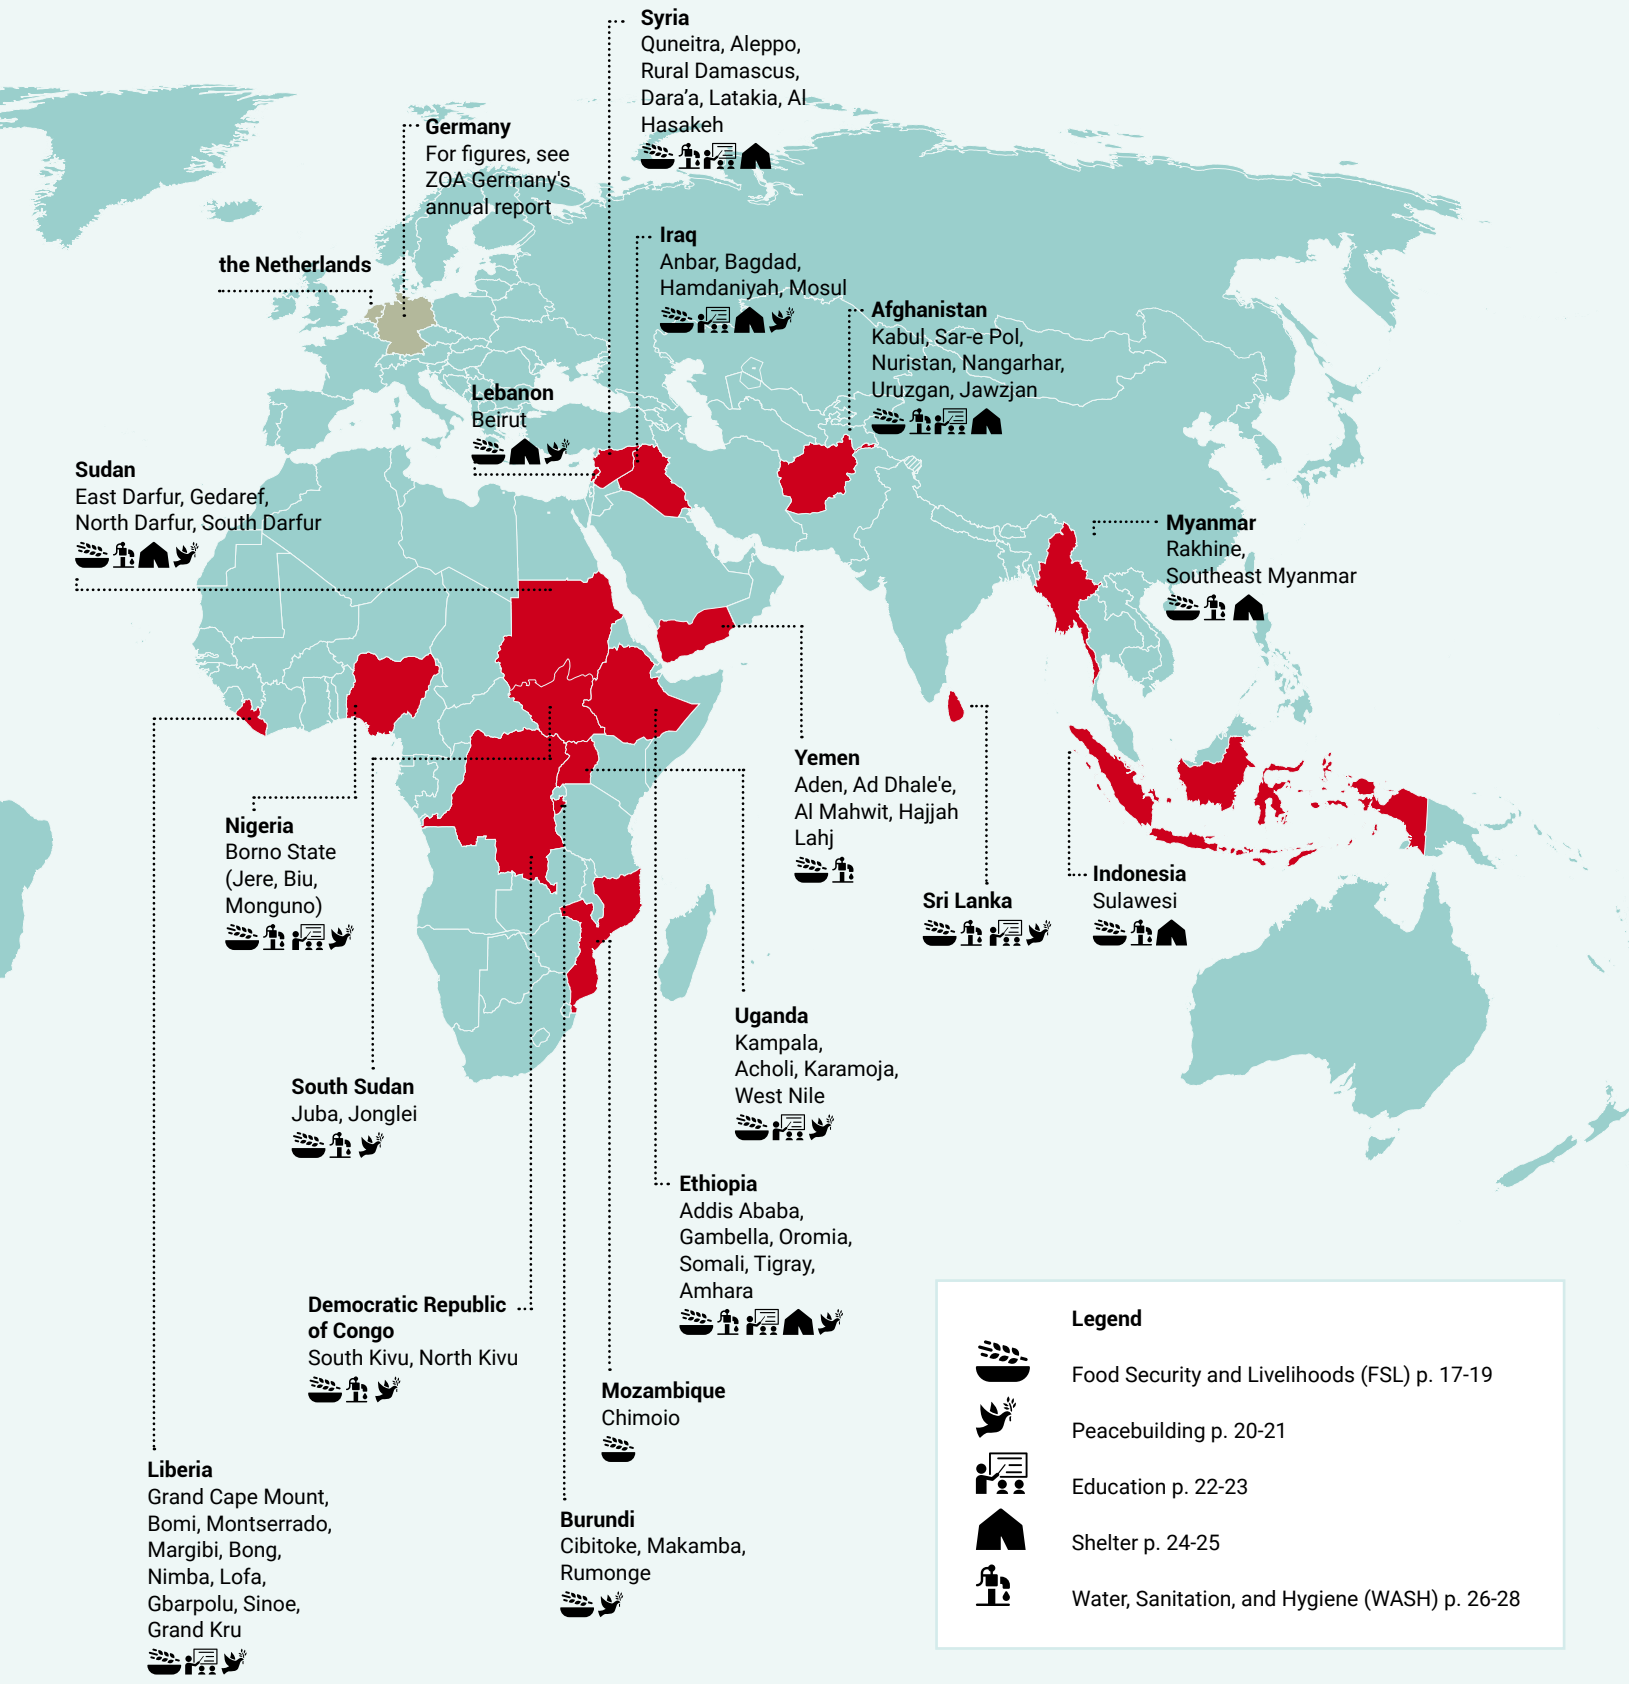 Syria
Quneitra, Aleppo,
Rural Damascus,
Dara’a, Latakia, Al
Hasakeh
Germany
For figures, see
ZOA Germany's
annual report
the Netherlands
Iraq
Anbar, Bagdad,
Hamdaniyah, Mosul
Afghanistan
Kabul, Sar-e Pol,
Nuristan, Nangarhar,
Uruzgan, Jawzjan
Lebanon
Beirut
Sudan
East Darfur, Gedaref,
North Darfur, South Darfur
Myanmar
Rakhine,
Southeast Myanmar
Yemen
Aden, Ad Dhale'e,
Al Mahwit, Hajjah
Lahj
Nigeria
Borno State
(Jere, Biu,
Monguno)
Indonesia
Sulawesi
Sri Lanka
Uganda
Kampala,
Acholi, Karamoja,
West Nile
South Sudan
Juba, Jonglei
Ethiopia
Addis Ababa,
Gambella, Oromia,
Somali, Tigray,
Amhara
Democratic Republic
of Congo
South Kivu, North Kivu
Mozambique
Chimoio
Liberia
Grand Cape Mount,
Bomi, Montserrado,
Margibi, Bong,
Nimba, Lofa,
Gbarpolu, Sinoe,
Grand Kru
Burundi
Cibitoke, Makamba,
Rumonge
Legend
Food Security and Livelihoods (FSL) p. 17-19
Peacebuilding p. 20-21
Education p. 22-23
Shelter p. 24-25
Water, Sanitation, and Hygiene (WASH) p. 26-28